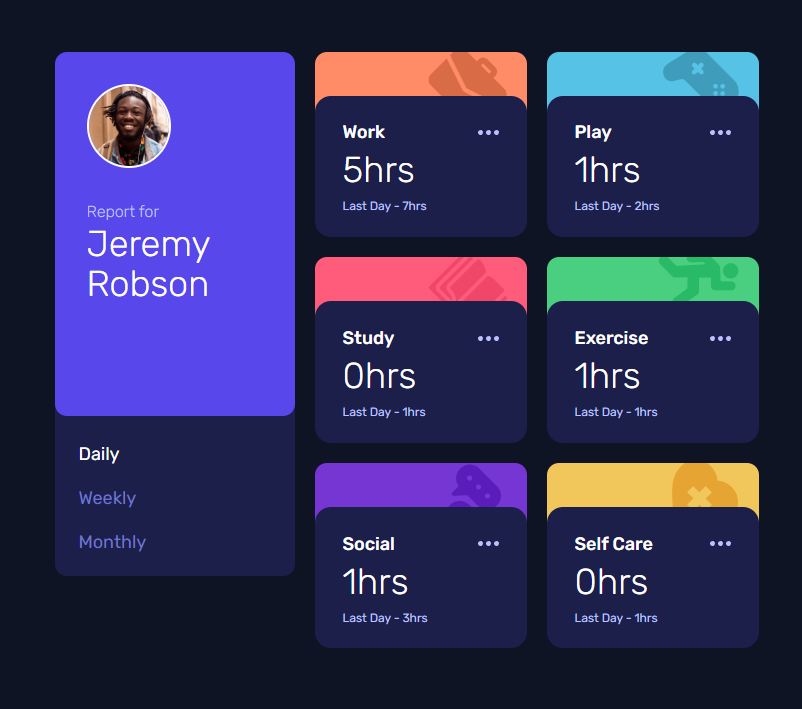 Report for
Jeremy
Robson
Daily
Weekly
Monthly
Work
5hrs
Last Day - 7hrs
Play
1hrs
Last Day - 2hrs
Study
0hrs
Last Day - 1hrs
Exercise
1hrs
Last Day - 1hrs
Social
1hrs
Last Day - 3hrs
Self Care
0hrs
Last Day - 1hrs